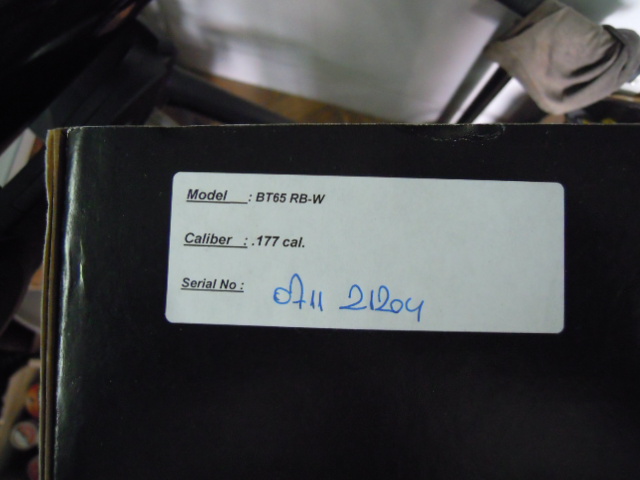 Model : BT65 RB-W
Caliber : .177 cal.
Serial No : 0711 21204